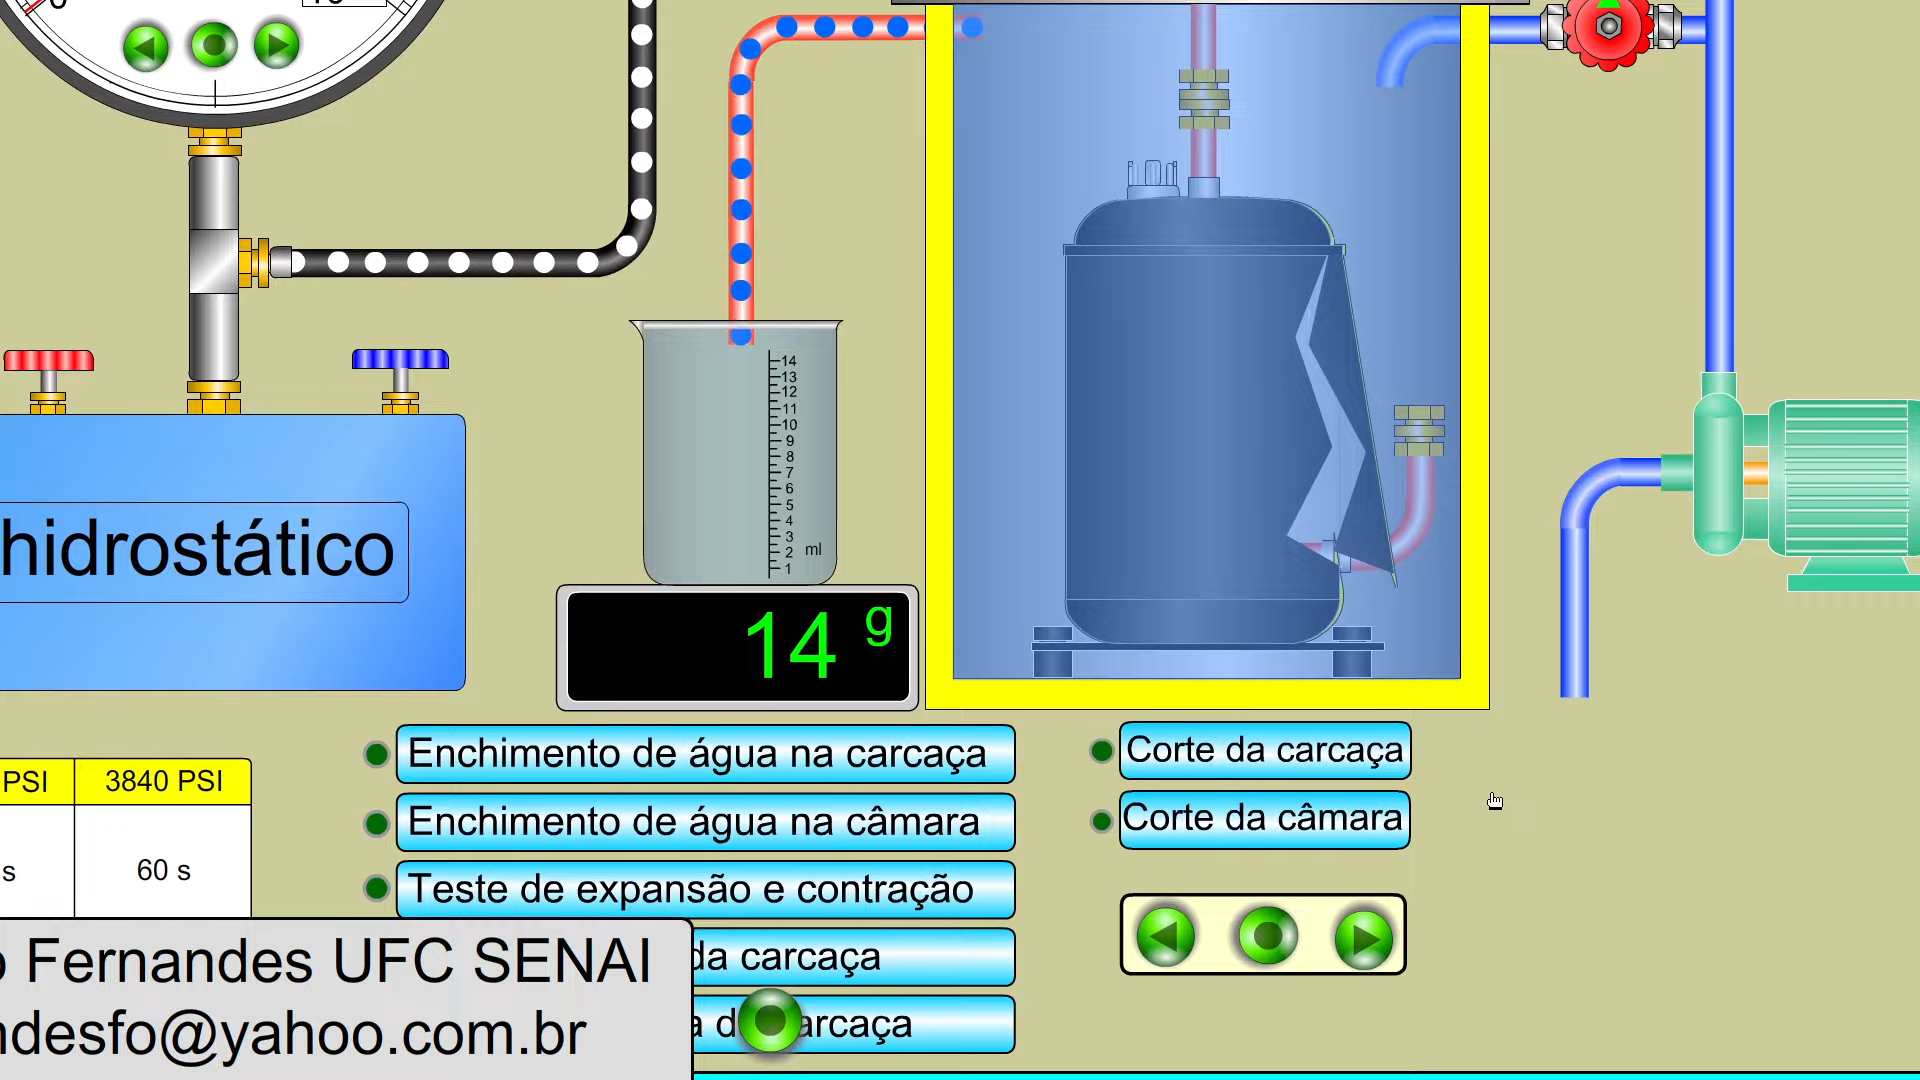 14
13
12
11
10
9
8
7
6
5
4
3
2 ml
1
hidrostático
14 g
Enchimento de água na carcaça
Enchimento de água na câmara
Teste de expansão e contração
da carcaça
Corte da carcaça
Corte da câmara
PSI 3840 PSI
s 60 s
Fernandes UFC SENAI
ndesfo@yahoo.com.br